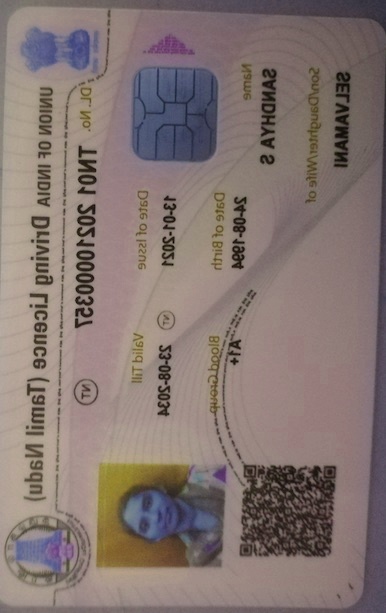 UNION OF INDIA Driving Licence (Tamil Nadu)
DL.No. TN01 20210000357
NT
Date of Issue
13-01-2021
NT
Valid Till
23-08-2034
Date of Birth
24-08-1994
Blood Group
A1+
Name
SANDHYA S
Son/Daughter/Wife of
SELVAMANI